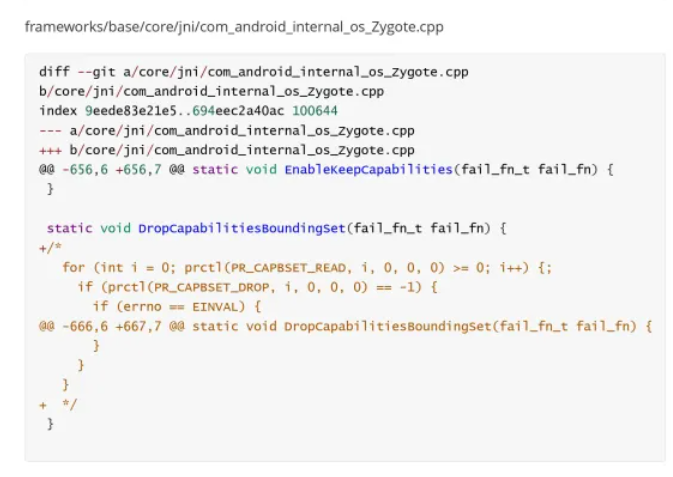 frameworks/base/core/jni/com_android_internal_os_Zygote.cpp
diff --git a/core/jni/com_android_internal_os_Zygote.cpp
b/core/jni/com_android_internal_os_Zygote.cpp
index 9eede83e21e5..694eec2a40ac 100644
--- a/core/jni/com_android_internal_os_Zygote.cpp
+++ b/core/jni/com_android_internal_os_Zygote.cpp
@@ -656,6 +656,7 @@ static void EnableKeepCapabilities(fail_fn_t fail_fn) {
 }
 static void DropCapabilitiesBoundingSet(fail_fn_t fail_fn) {
+/*
   for (int i = 0; prctl(PR_CAPBSET_READ, i, 0, 0, 0) >= 0; i++) {;
     if (prctl(PR_CAPBSET_DROP, i, 0, 0, 0) == -1) {
       if (errno == EINVAL) {
@@ -666,6 +667,7 @@ static void DropCapabilitiesBoundingSet(fail_fn_t fail_fn) {
       }
     }
   }
+  */
 }